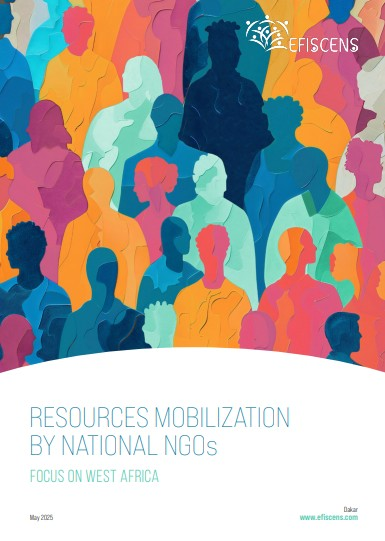 EFISCENS
RESOURCES MOBILIZATION
BY NATIONAL NGOs
FOCUS ON WEST AFRICA
May 2025
Dakar
www.efiscens.com